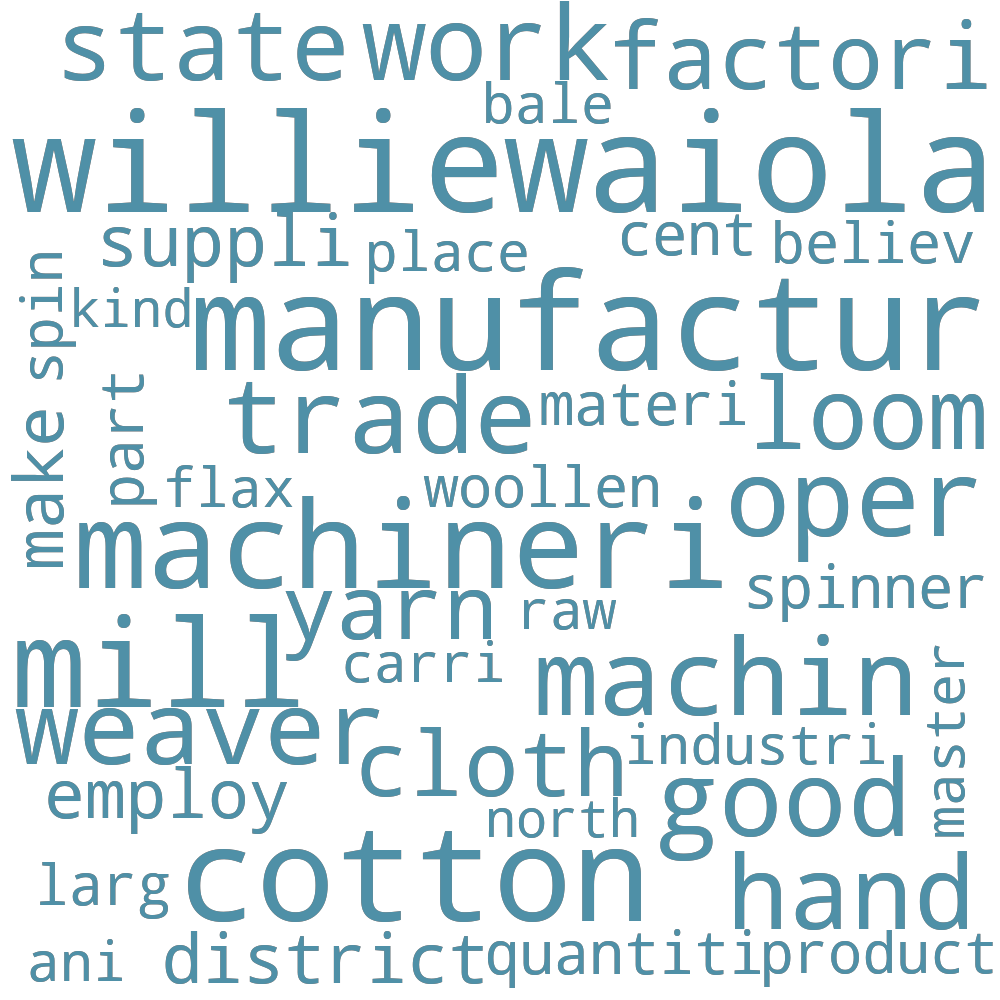 state work factori
bale
williewaiola
suppli place cent believ
spin
kind manufactur
part
trade materi loom
make
flax woollen oper
machineri
spinner
yarn raw
mill carri machin
master
weaver cloth industri
employ north good
larg cotton hand
ani district quantiti product